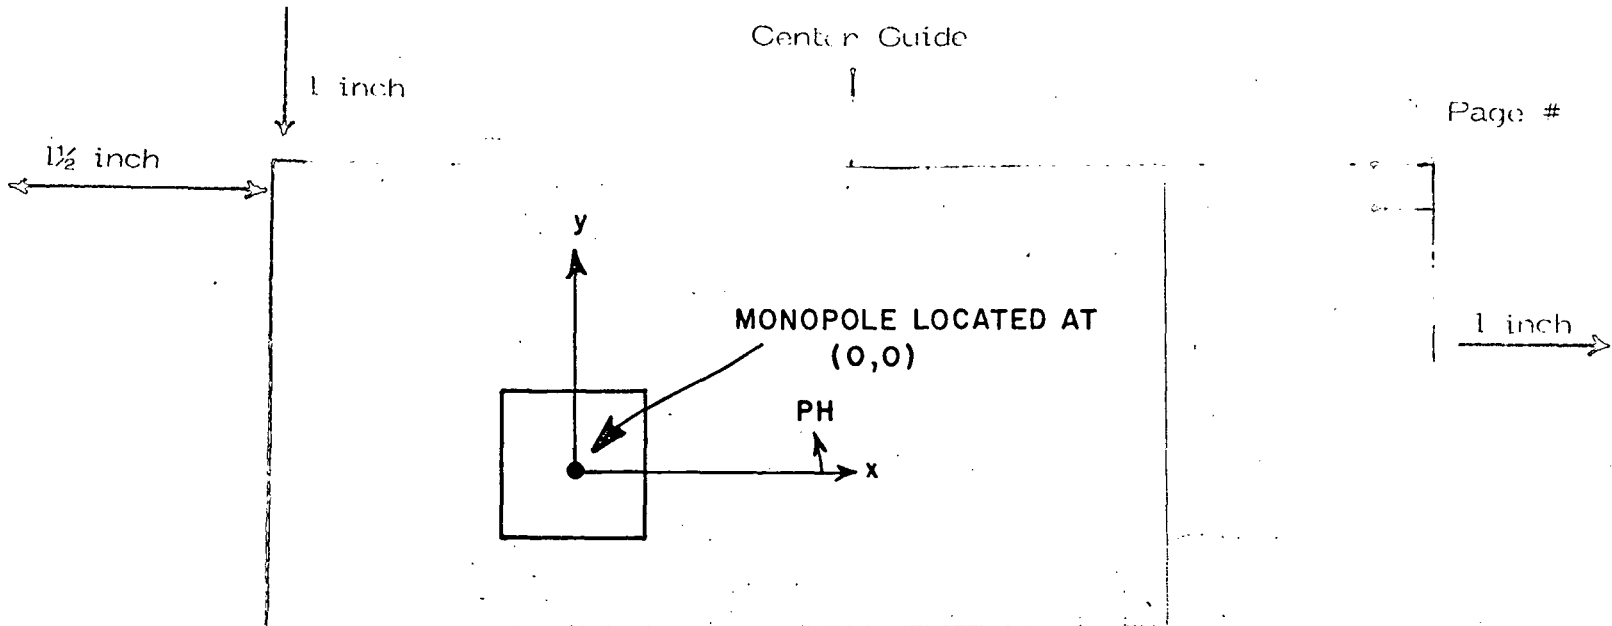 Center Guide
1 inch
Page #
1½ inch
y
MONOPOLE LOCATED AT
(0,0)
1 inch
PH
x